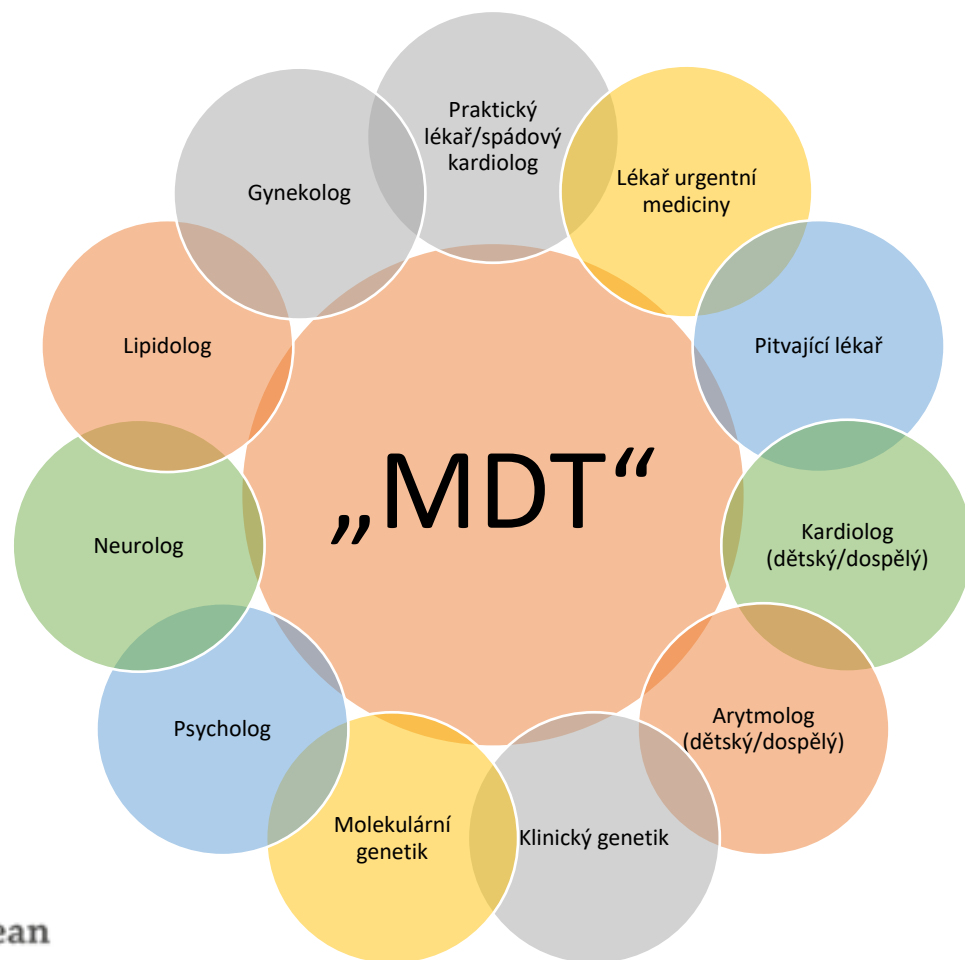 Praktický
lékař/spádový
kardiolog
Lékař urgentní
mediciny
Pitvající lékař
Kardiolog
(dětský/dospělý)
Arytmolog
(dětský/dospělý)
Klinický genetik
Molekulární
genetik
Psycholog
Neurolog
Lipidolog
Gynekolog
„MDT“
ean